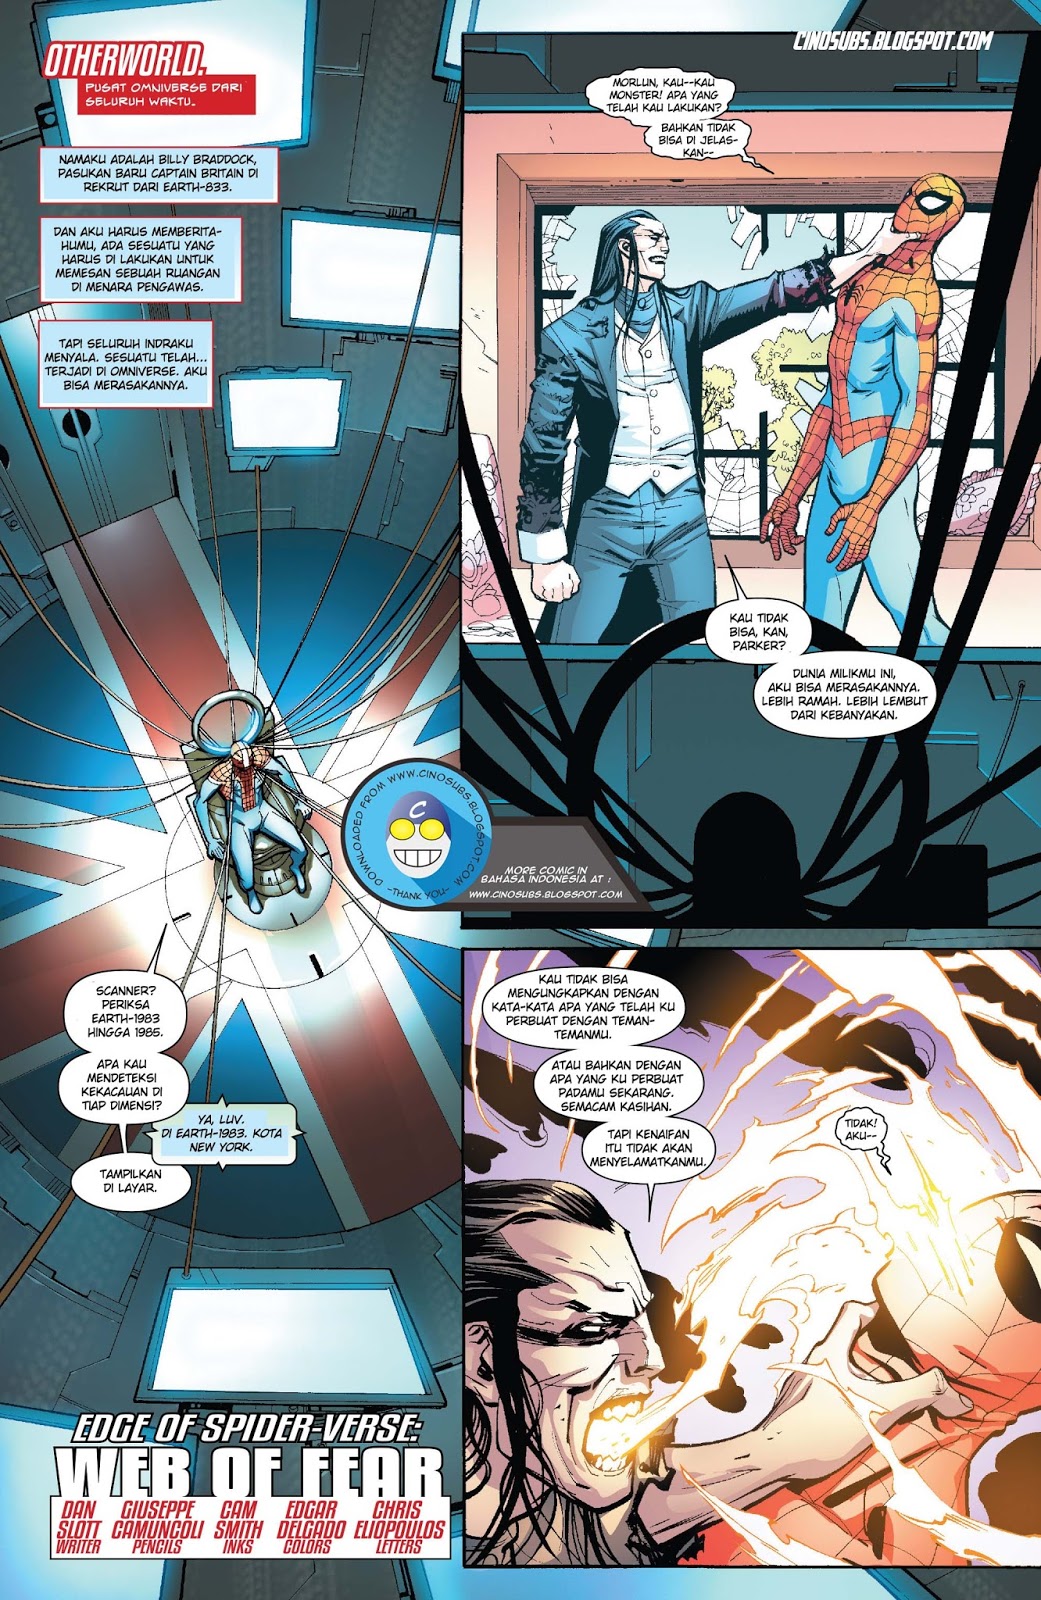 OTHERWORLD.
PUSAT OMNIVERSE DARI
SELURUH WAKTU.
NAMAKU ADALAH BILLY BRADDOCK,
PASUKAN BARU CAPTAIN BRITAIN DI
REKRUT DARI EARTH-833.
DAN AKU HARUS MEMBERITA-
HUMU, ADA SESUATU YANG
HARUS DI LAKUKAN UNTUK
MEMESAN SEBUAH RUANGAN
DI MENARA PENGAWAS.
TAPI SELURUH INDRAKU
MENYALA. SESUATU TELAH...
TERJADI DI OMNIVERSE. AKU
BISA MERASAKANNYA.
SCANNER?
PERIKSA
EARTH-1983
HINGGA 1985.
APA KAU
MENDETEKSI
KEKACAUAN DI
TIAP DIMENSI?
YA, LUV.
DI EARTH-1983. KOTA
NEW YORK.
TAMPILKAN
DI LAYAR.
EDGE OF SPIDER-VERSE:
WEB OF FEAR
DAN
SLOTT
WRITER
GIUSEPPE
CAMUNCOLI
PENCILS
CAM
SMITH
INKS
EDGAR
DELGADO
COLORS
CHRIS
ELIOPOULOS
LETTERS
CINOSUBS.BLOGSPOT.COM
MORLUN, KAU--KAU
MONSTER! APA YANG
TELAH KAU LAKUKAN?
BAHKAN TIDAK
BISA DI JELAS-
KAN--
KAU TIDAK
BISA, KAN,
PARKER?
DUNIA MILIKMU INI,
AKU BISA MERASAKANNYA.
LEBIH RAMAH. LEBIH LEMBUT
DARI KEBANYAKAN.
DOWNLOADED FROM WWW.CINOSUBS.BLOGSPOT.COM
C
-THANK YOU-
MORE COMIC IN
BAHASA INDONESIA AT :
WWW.CINOSUBS.BLOGSPOT.COM
KAU TIDAK BISA
MENGUNGKAPKAN DENGAN
KATA-KATA APA YANG TELAH KU
PERBUAT DENGAN TEMAN-
TEMANMU.
ATAU BAHKAN DENGAN
APA YANG KU PERBUAT
PADAMU SEKARANG.
SEMACAM KASIHAN.
TAPI KENAIFAN
ITU TIDAK AKAN
MENYELAMATKANMU.
TIDAK!
AKU--